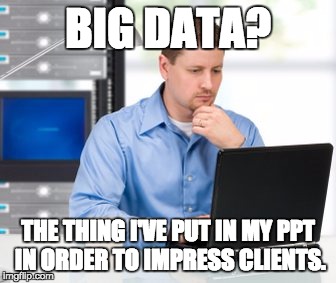 BIG DATA?
THE THING I'VE PUT IN MY PPT
IN ORDER TO IMPRESS CLIENTS.
imgflip.com